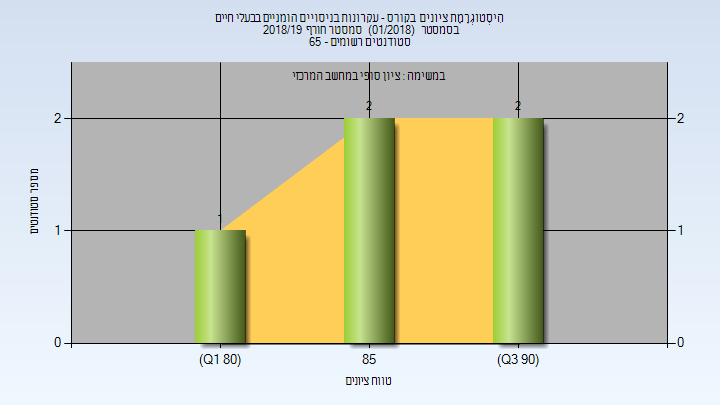 היסטוגרמת ציונים בקורס - עקרונות בניסויים הומניים בבעלי חיים
בסמסטר (01/2018) סמסטר חורף 2018/19
סטודנטים רשומים - 65
במשימה : ציון סופי במחשב המרכזי
2
2
1
2
2
1
1
0
0
מספר סטודנטים
(Q1 80)
85
(Q3 90)
טווח ציונים